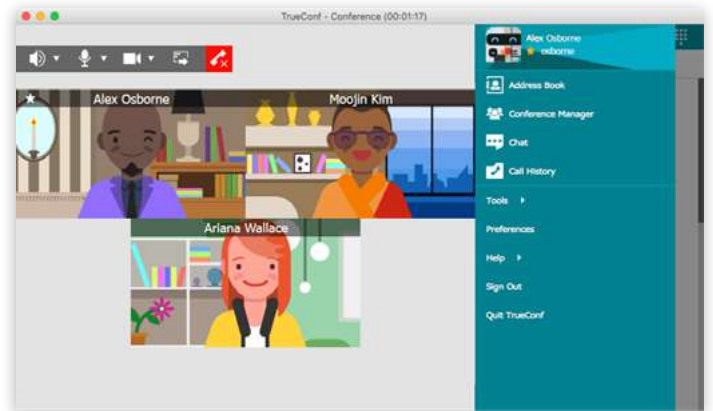 TrueConf - Conference (00:01:17)
Alex Osborne
osborne
Address Book
Conference Manager
Chat
Call History
Tools
Preferences
Help
Sign Out
Quit TrueConf
Alex Osborne
Moojin Kim
Ariana Wallace